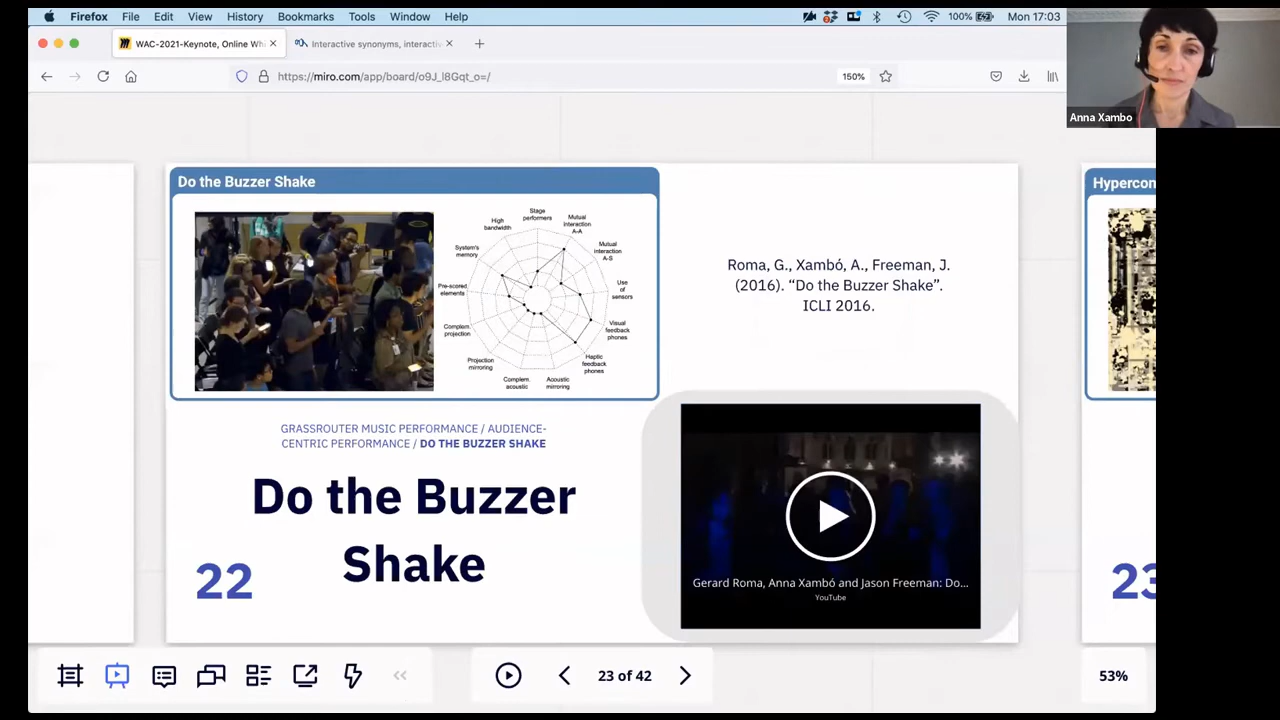 Firefox File Edit View History Bookmarks Tools Window Help 100% Mon 17:03
WAC-2021-Keynote, Online Wh
Interactive synonyms, interactiv
https://miro.com/app/board/o9J_l8Gqt_o=/
150%
Anna Xambo
Do the Buzzer Shake
Stage
performers
Mutual
interaction
A-A
Mutual
interaction
A-S
Use
of
sensors
Visual
feedback
phones
Haptic
feedback
phones
Acoustic
mirroring
Complem.
acoustic
Projection
mirroring
Complem.
projection
Pre-scored
elements
System's
memory
High
bandwidth
Roma, G., Xambó, A., Freeman, J.
(2016). “Do the Buzzer Shake”.
ICLI 2016.
GRASSROUTER MUSIC PERFORMANCE / AUDIENCE-
CENTRIC PERFORMANCE / DO THE BUZZER SHAKE
Do the Buzzer
Shake
22
Gerard Roma, Anna Xambó and Jason Freeman: Do...
YouTube
Hypercon
23
23 of 42
53%